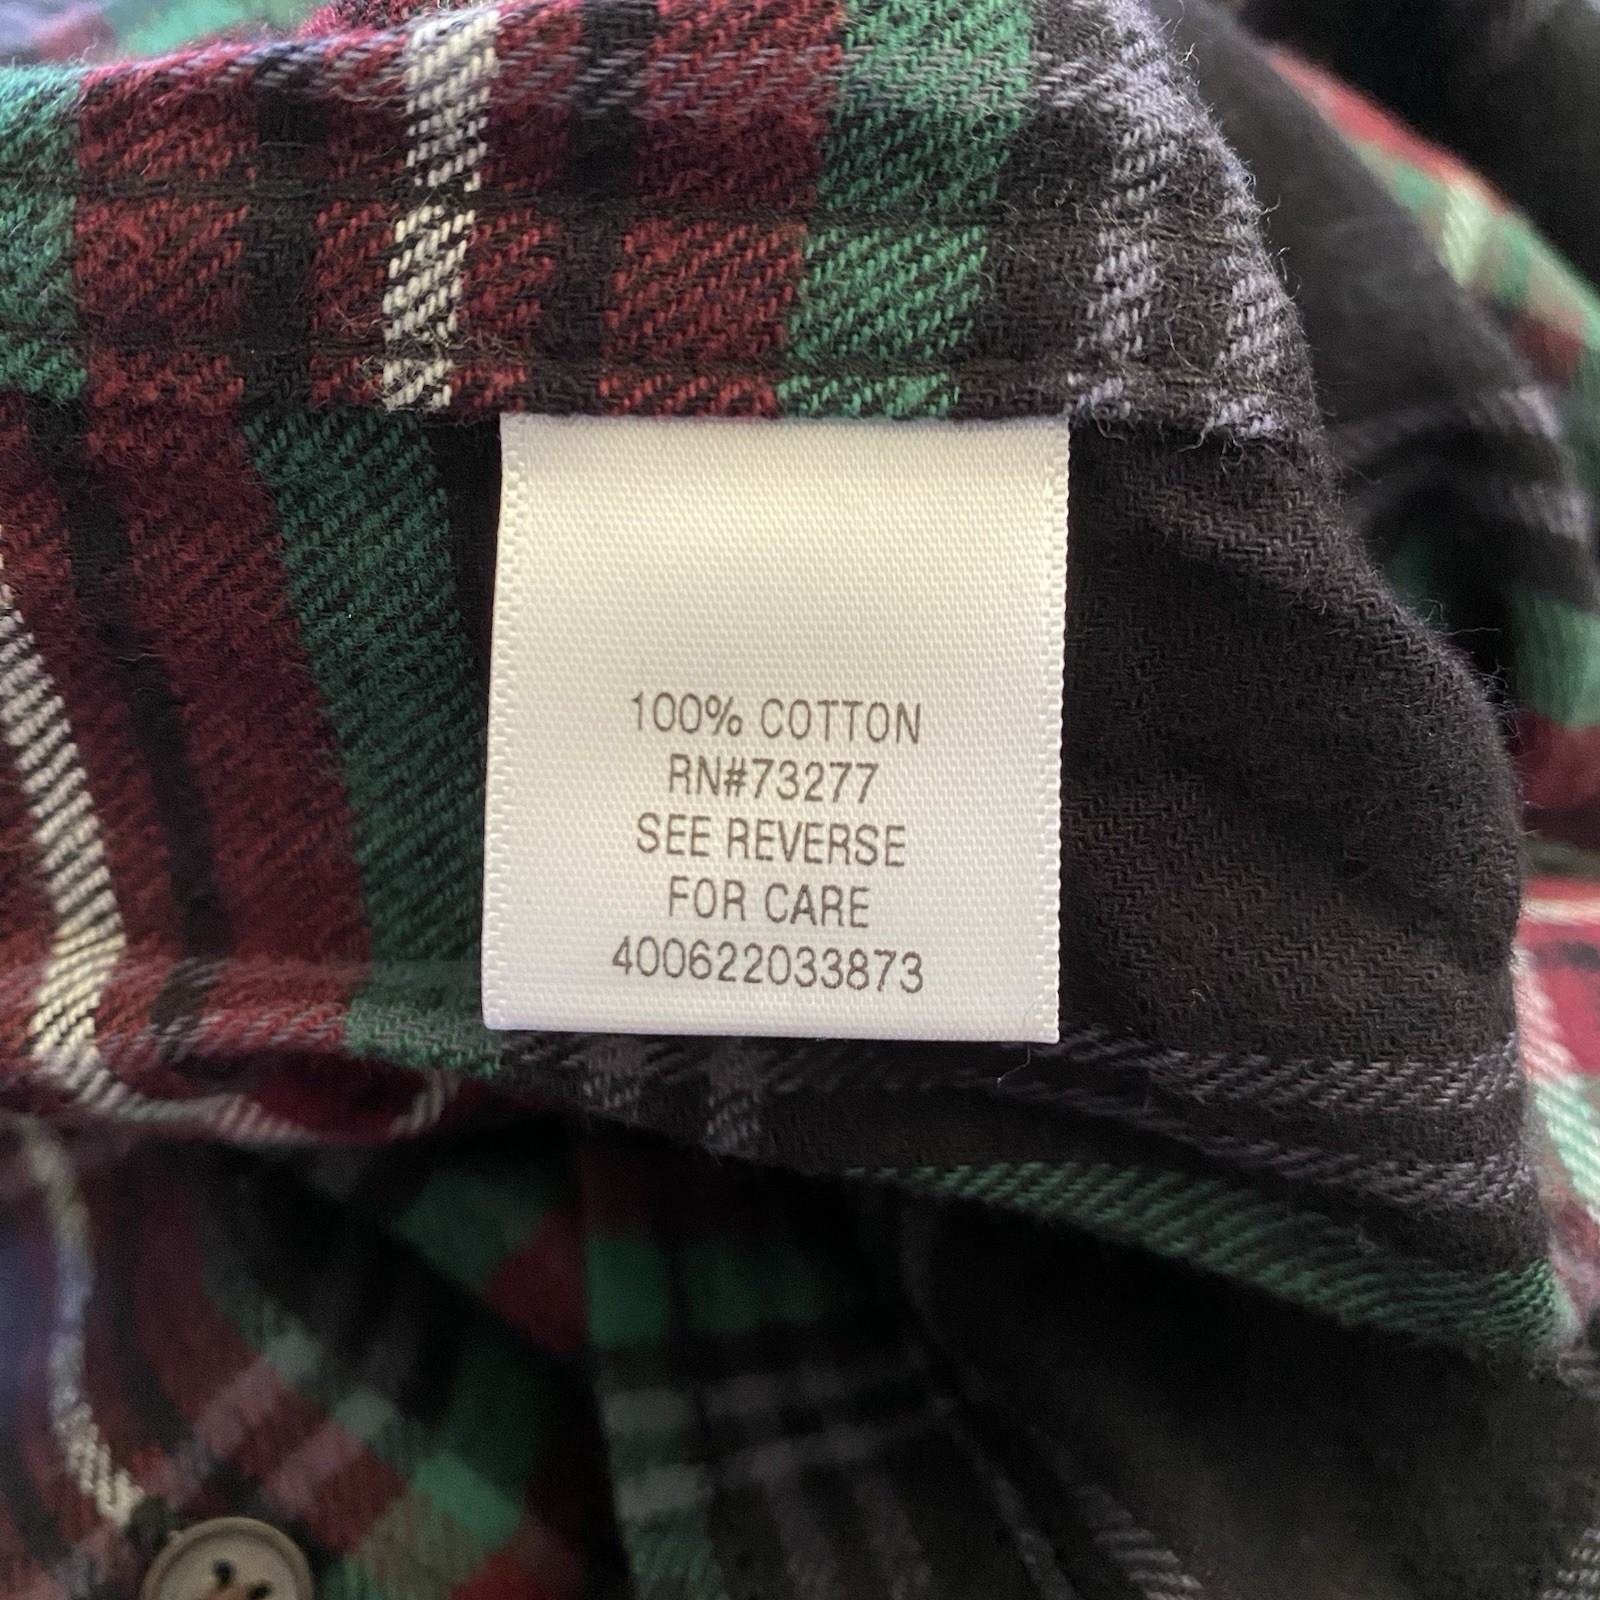 100% COTTON
RN#73277
SEE REVERSE
FOR CARE
400622033873